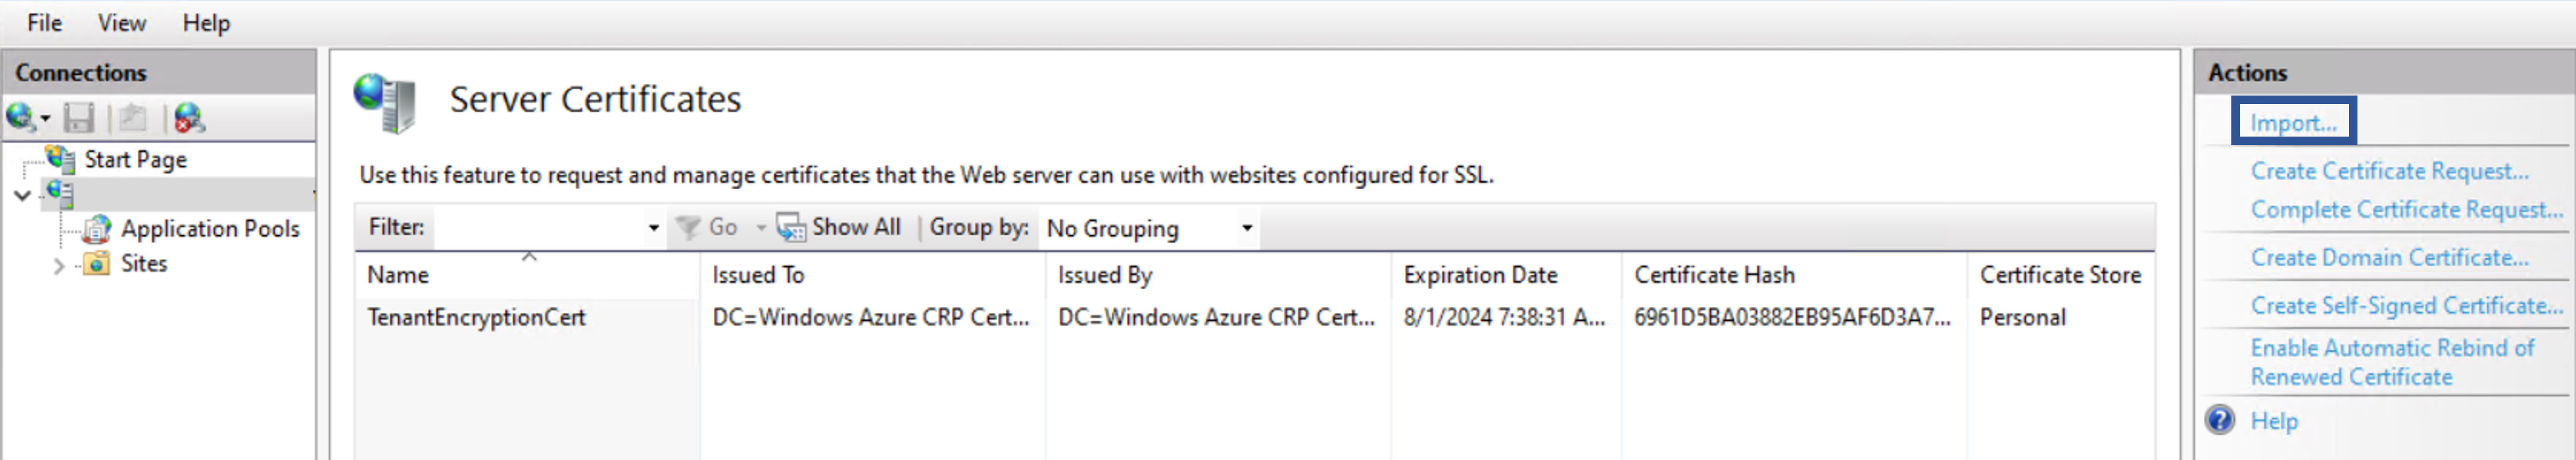 File View Help
Connections
Start Page
Application Pools
Sites
Server Certificates
Use this feature to request and manage certificates that the Web server can use with websites configured for SSL.
Filter: Go Show All Group by: No Grouping
Name Issued To Issued By Expiration Date Certificate Hash Certificate Store
TenantEncryptionCert DC=Windows Azure CRP Cert... DC=Windows Azure CRP Cert... 8/1/2024 7:38:31 A... 6961D5BA03882EB95AF6D3A7... Personal
Actions
Import...
Create Certificate Request...
Complete Certificate Request...
Create Domain Certificate...
Create Self-Signed Certificate...
Enable Automatic Rebind of
Renewed Certificate
Help